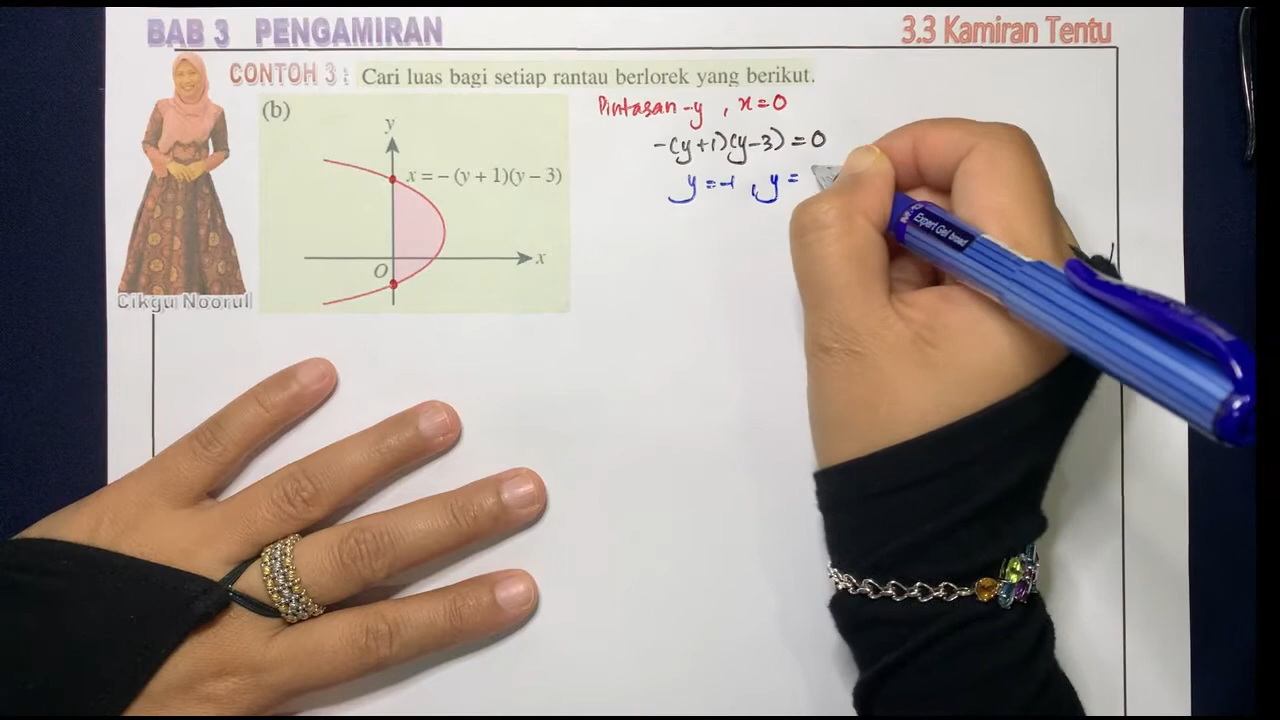 BAB 3 PENGAMIRAN
3.3 Kamiran Tentu
CONTOH 3 : Cari luas bagi setiap rantau berlorek yang berikut.
(b)
y
x = – (y + 1)(y – 3)
O
x
Cikgu Noorul
Pintasan -y , x = 0
-(y+1)(y-3) = 0
y = -1 , y =
Expert Gel broad